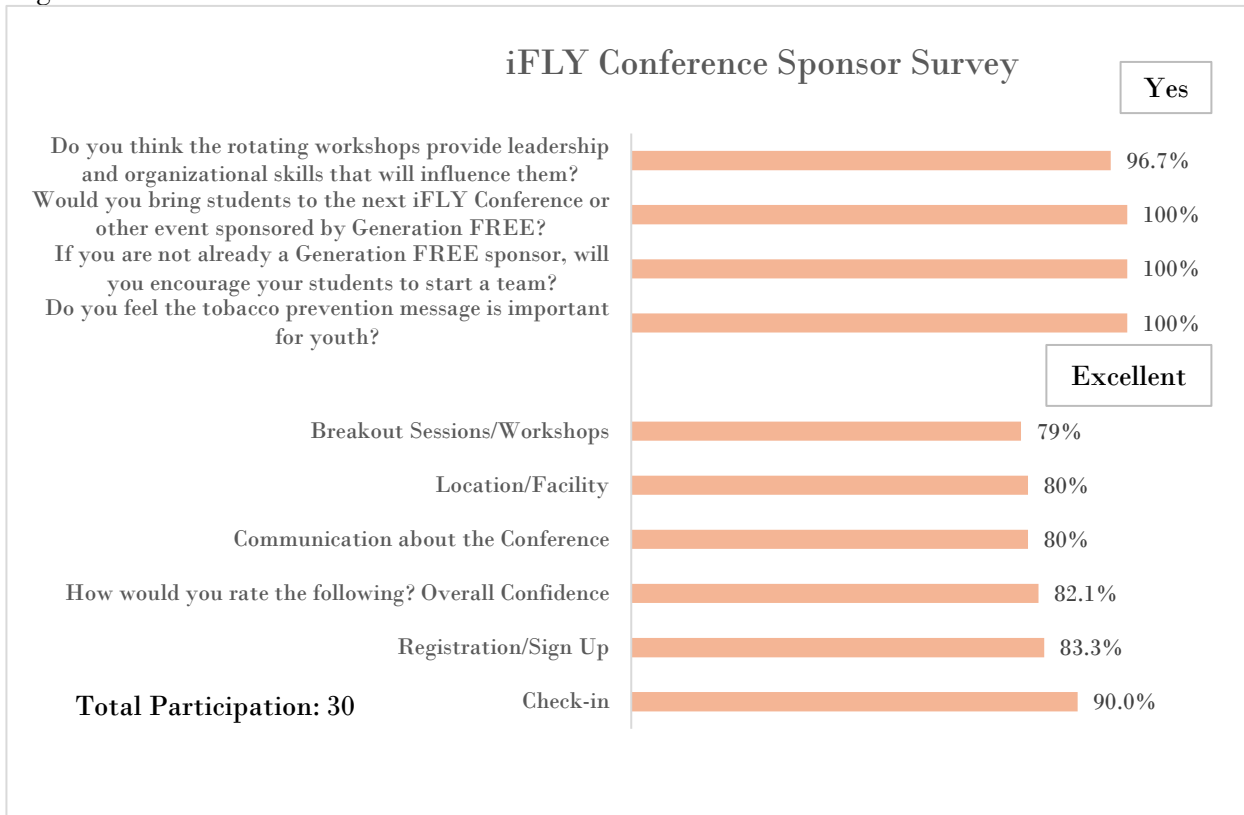 iFLY Conference Sponsor Survey
Yes
Do you think the rotating workshops provide leadership
and organizational skills that will influence them?
96.7%
Would you bring students to the next iFLY Conference or
other event sponsored by Generation FREE?
100%
If you are not already a Generation FREE sponsor, will
you encourage your students to start a team?
100%
Do you feel the tobacco prevention message is important
for youth?
100%
Excellent
Breakout Sessions/Workshops
79%
Location/Facility
80%
Communication about the Conference
80%
How would you rate the following? Overall Confidence
82.1%
Registration/Sign Up
83.3%
Check-in
90.0%
Total Participation: 30